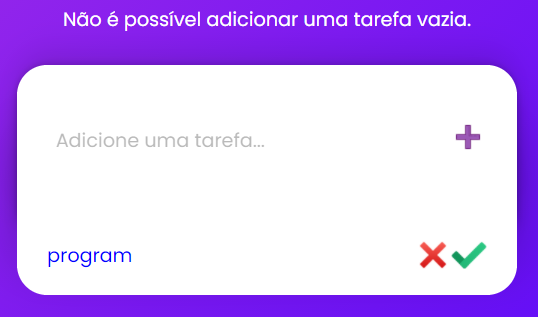 Não é possível adicionar uma tarefa vazia.
Adicione uma tarefa...
program